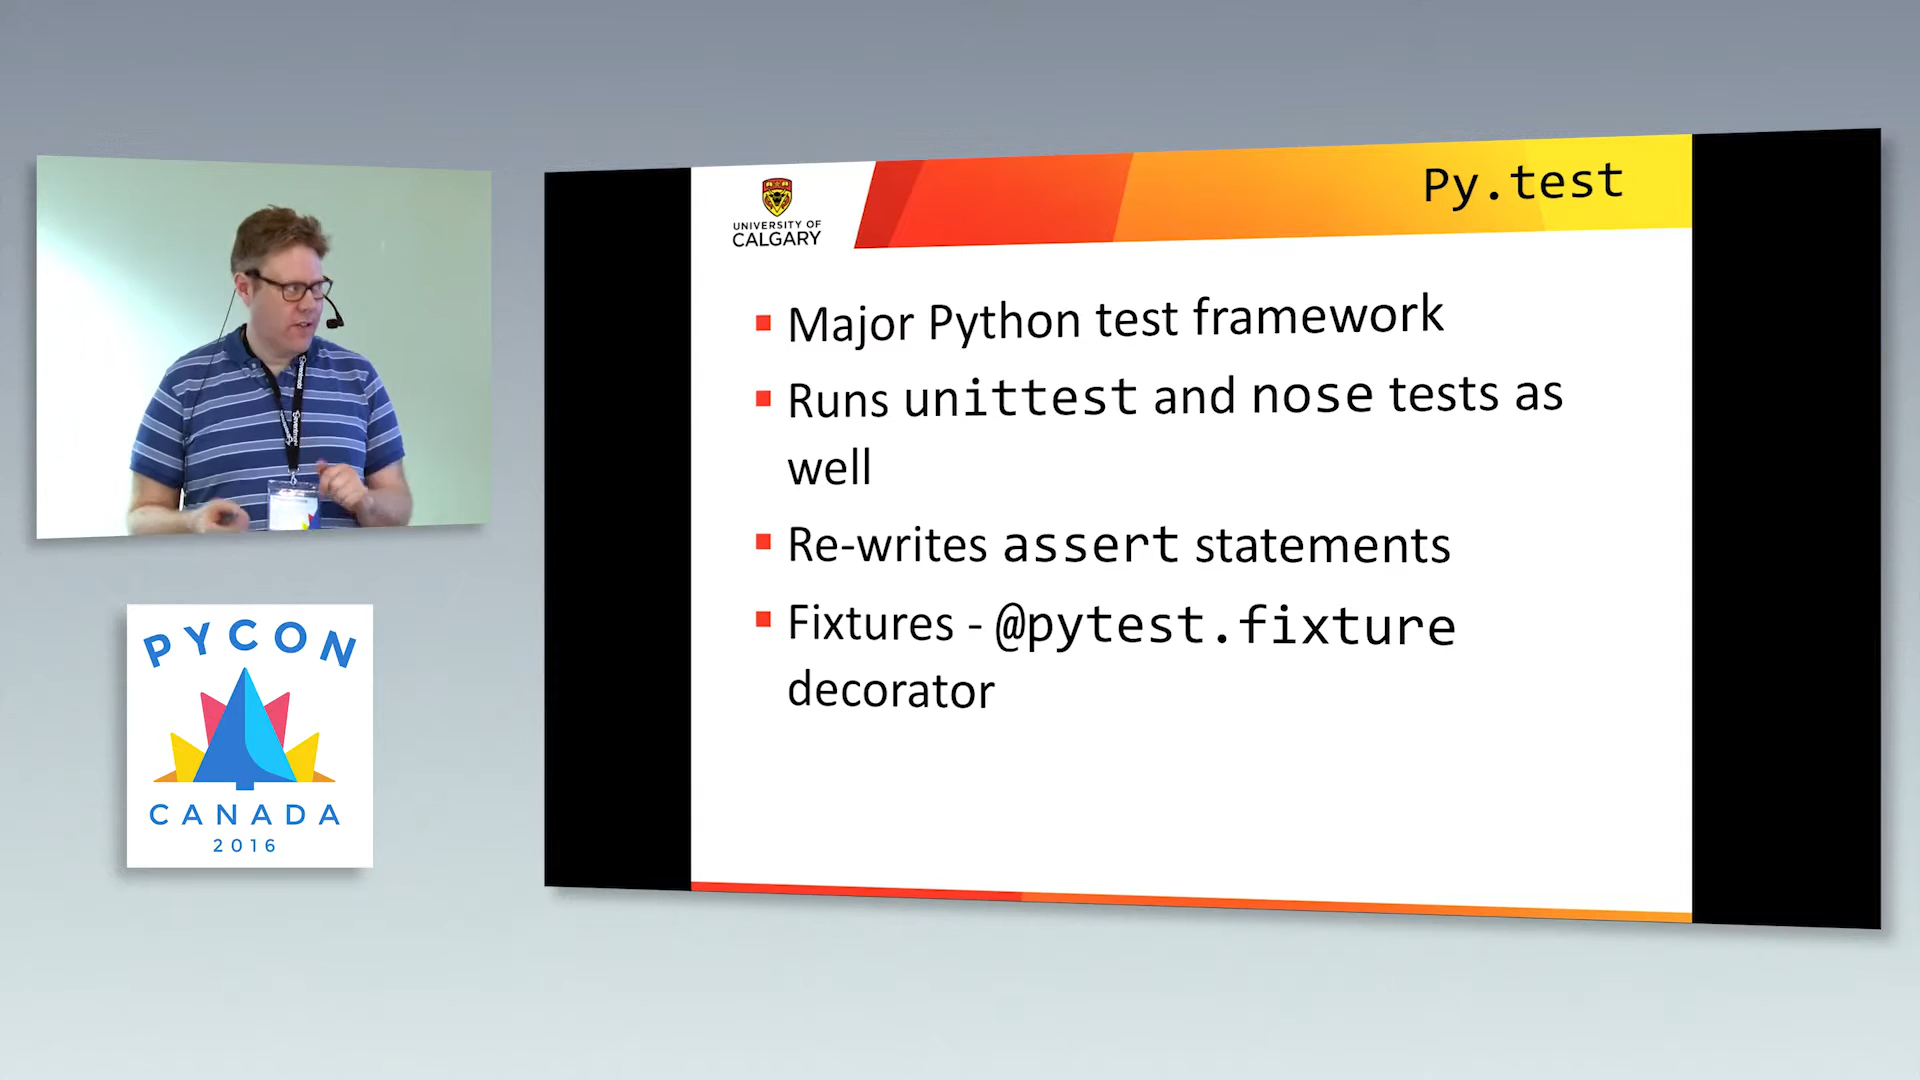 UNIVERSITY OF
CALGARY
Py.test
Major Python test framework
Runs unittest and nose tests as
well
Re-writes assert statements
Fixtures - @pytest.fixture
decorator
PYCON
CANADA
2016